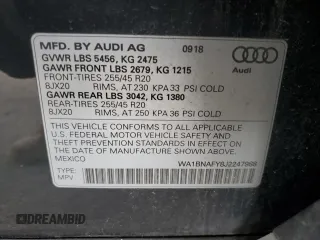 MFD. BY AUDI AG 0918
GVWR LBS 5456, KG 2475
GAWR FRONT LBS 2679, KG 1215
FRONT-TIRES 255/45 R20
8JX20 RIMS, AT 230 KPA 33 PSI COLD
GAWR REAR LBS 3042, KG 1380
REAR-TIRES 255/45 R20
8JX20 RIMS, AT 250 KPA 36 PSI COLD
Audi
THIS VEHICLE CONFORMS TO ALL APPLICABLE
U.S. FEDERAL MOTOR VEHICLE SAFETY AND
THEFT PREVENTION STANDARDS IN EFFECT ON
THE DATE OF MANUFACTURE SHOWN ABOVE.
MEXICO
TYPE:
MPV
© DREAMBID.COM